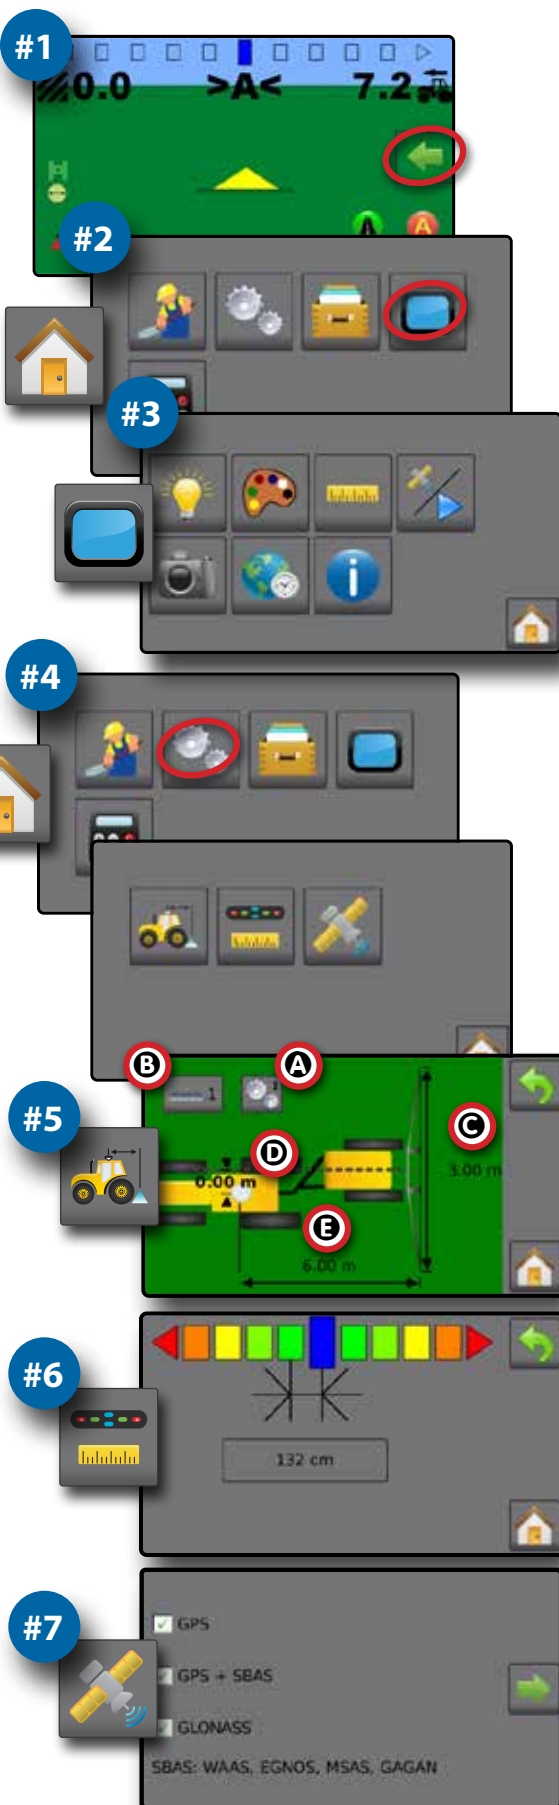 #1
0.0 >A< 7.2
A A
#2
#3
#4
B A
#5
C
D
3.00 m
0.00 m
E
6.00 m
#6
132 cm
GPS
#7
GPS + SBAS
GLONASS
SBAS: WAAS, EGNOS, MSAS, GAGAN